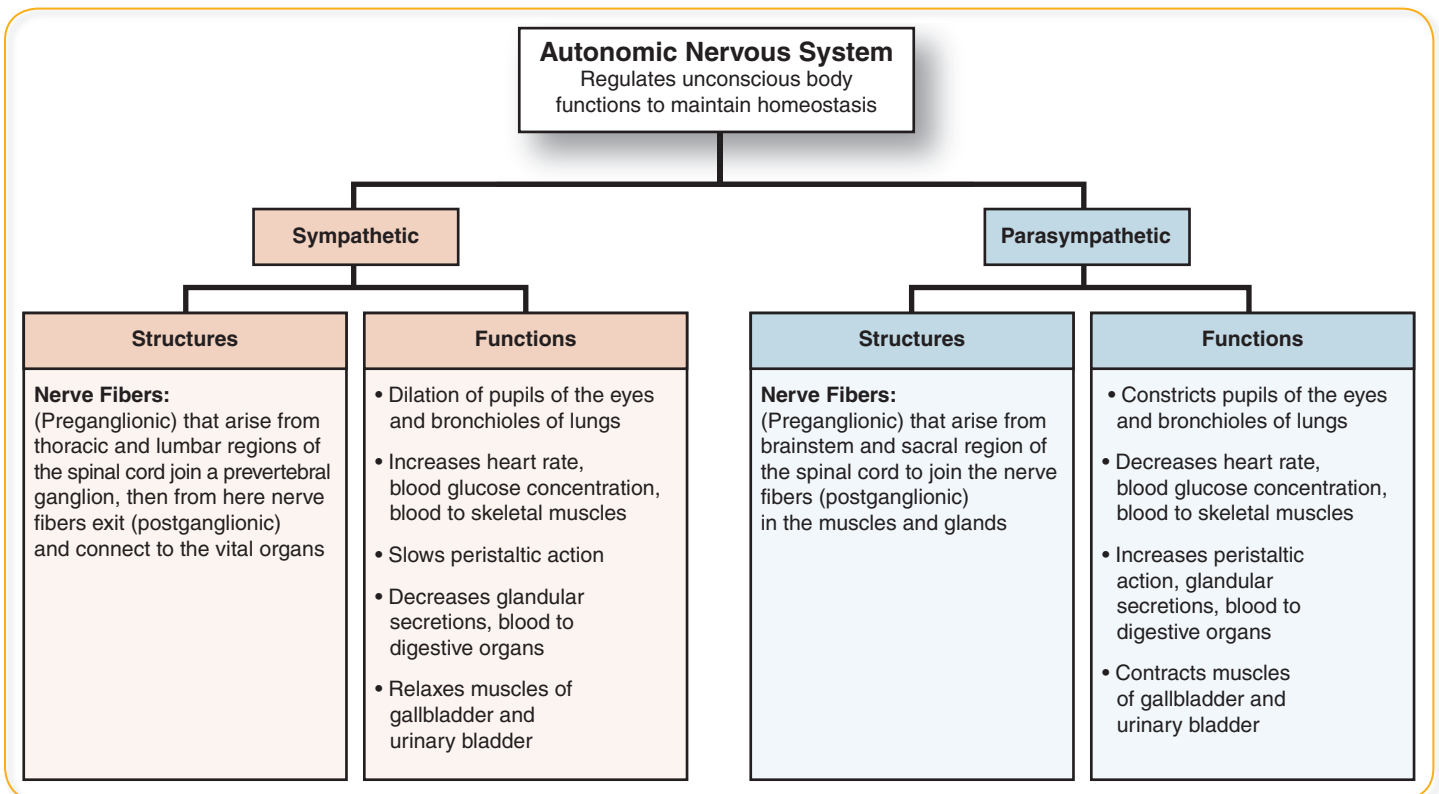 Autonomic Nervous System
Regulates unconscious body
functions to maintain homeostasis
Sympathetic
Structures
Nerve Fibers:
(Preganglionic) that arise from
thoracic and lumbar regions of
the spinal cord join a prevertebral
ganglion, then from here nerve
fibers exit (postganglionic)
and connect to the vital organs
Functions
• Dilation of pupils of the eyes
and bronchioles of lungs
• Increases heart rate,
blood glucose concentration,
blood to skeletal muscles
• Slows peristaltic action
• Decreases glandular
secretions, blood to
digestive organs
• Relaxes muscles of
gallbladder and
urinary bladder
Parasympathetic
Structures
Nerve Fibers:
(Preganglionic) that arise from
brainstem and sacral region of
the spinal cord to join the nerve
fibers (postganglionic)
in the muscles and glands
Functions
• Constricts pupils of the eyes
and bronchioles of lungs
• Decreases heart rate,
blood glucose concentration,
blood to skeletal muscles
• Increases peristaltic
action, glandular
secretions, blood to
digestive organs
• Contracts muscles
of gallbladder and
urinary bladder